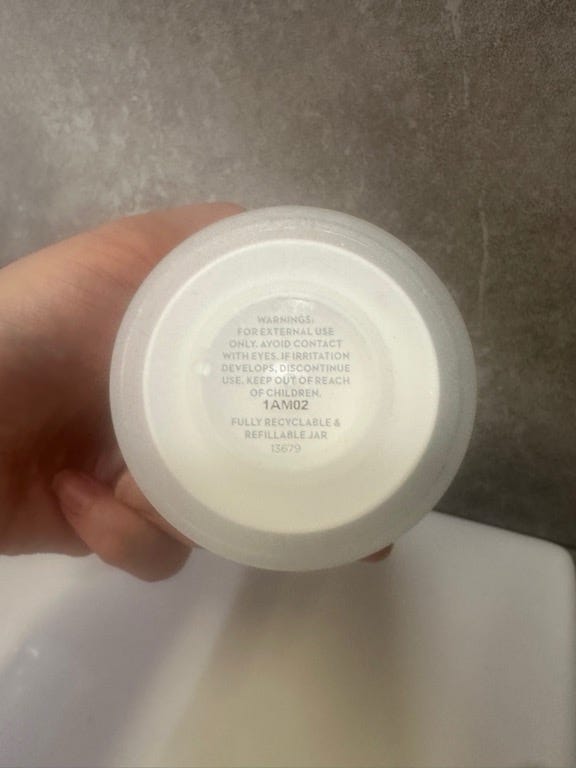 WARNINGS:
FOR EXTERNAL USE
ONLY. AVOID CONTACT
WITH EYES. IF IRRITATION
DEVELOPS, DISCONTINUE
USE. KEEP OUT OF REACH
OF CHILDREN.
1AM02
FULLY RECYCLABLE &
REFILLABLE JAR
13679